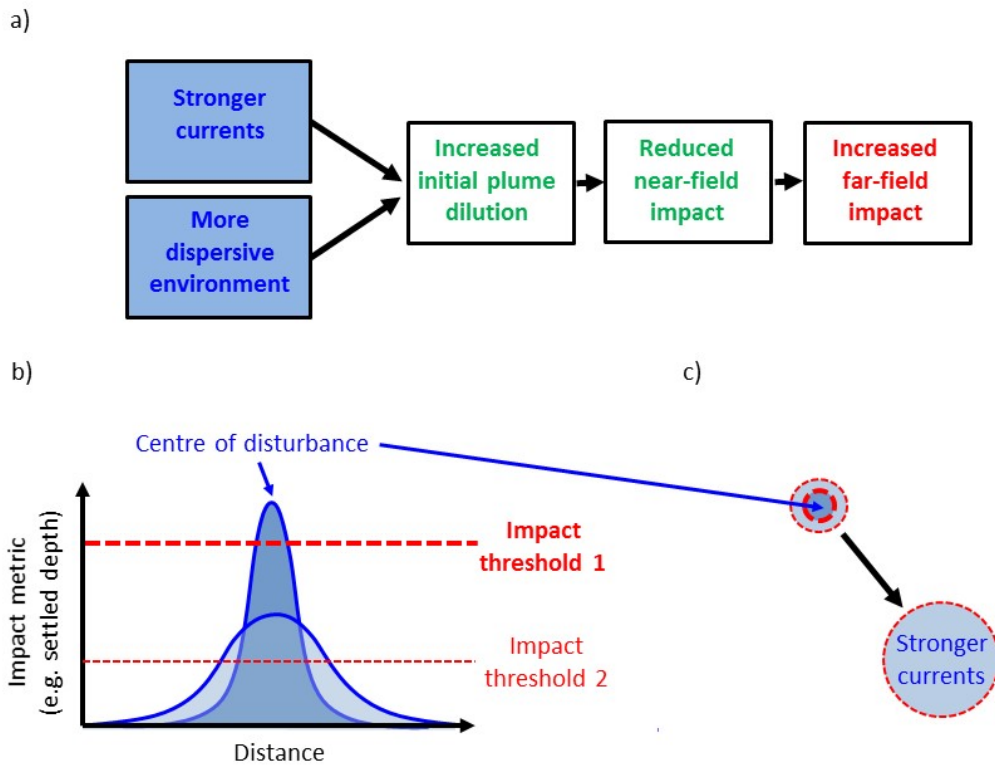 a)
Stronger
currents
More
dispersive
environment
Increased
initial plume
dilution
Reduced
near-field
impact
Increased
far-field
impact
b)
c)
Centre of disturbance
Impact metric
(e.g. settled depth)
Impact
threshold 1
Impact
threshold 2
Distance
Stronger
currents